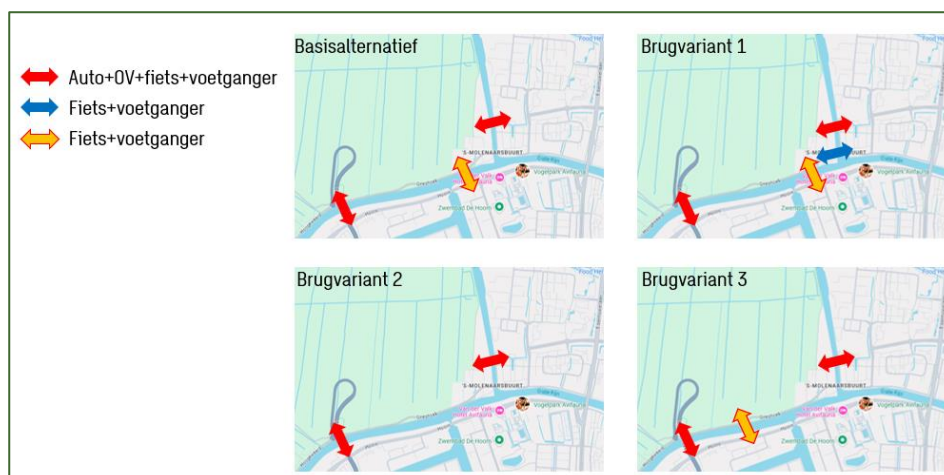 Basisalternatief
Brugvariant 1
Auto+OV+fiets+voetganger
Fiets+voetganger
Fiets+voetganger
'S-MOLENAARSBUURT
Vogelpark Avifauna
Zwembad De Hoorn
'S-MOLENAARSBUURT
Vogelpark Avifauna
Zwembad De Hoorn
Brugvariant 2
Brugvariant 3
'S-MOLENAARSBUURT
Vogelpark Avifauna
Zwembad De Hoorn
'S-MOLENAARSBUURT
Vogelpark Avifauna
Zwembad De Hoorn